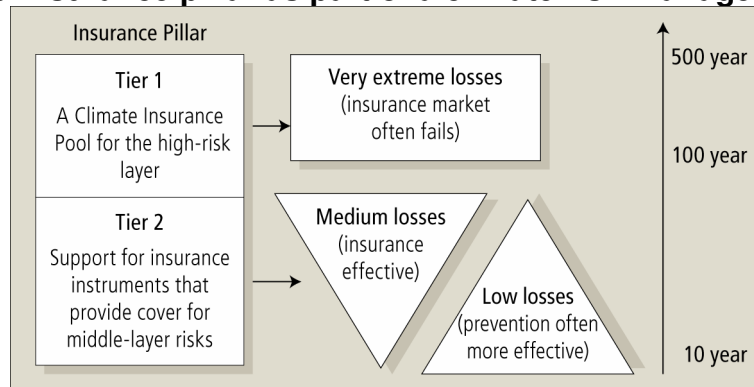 Insurance Pillar
Tier 1
A Climate Insurance
Pool for the high-risk
layer
Tier 2
Support for insurance
instruments that
provide cover for
middle-layer risks
Very extreme losses
(insurance market
often fails)
Medium losses
(insurance
effective)
Low losses
(prevention often
more effective)
500 year
100 year
10 year